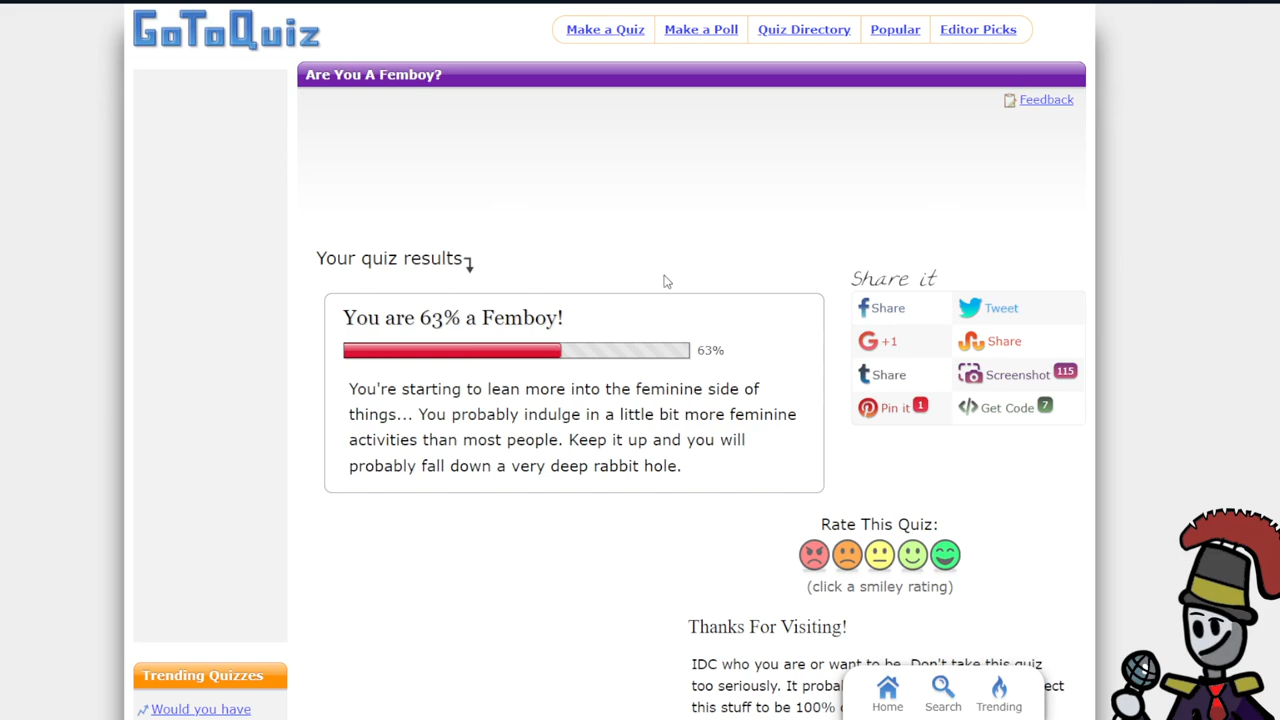 GoToQuiz
Make a Quiz
Make a Poll
Quiz Directory
Popular
Editor Picks
Are You A Femboy?
Feedback
Your quiz results
You are 63% a Femboy!
63%
You're starting to lean more into the feminine side of
things... You probably indulge in a little bit more feminine
activities than most people. Keep it up and you will
probably fall down a very deep rabbit hole.
Share it
Share
Tweet
+1
Share
Share
Screenshot 115
Pin it 1
Get Code 7
Rate This Quiz:
(click a smiley rating)
Thanks For Visiting!
IDC who you are or want to be. Don't take this quiz
too seriously. It
this stuff to be 100%
Home
Search
Trending
Trending Quizzes
Would you have